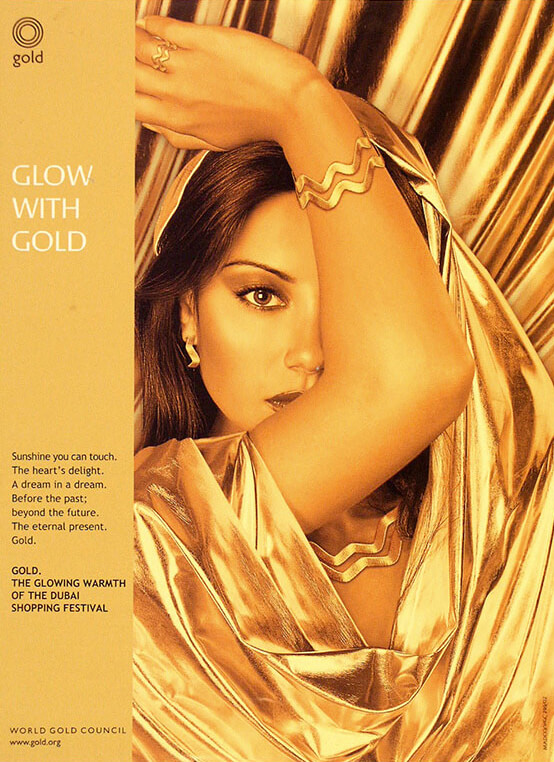 gold
GLOW
WITH
GOLD
Sunshine you can touch.
The heart's delight.
A dream in a dream.
Before the past;
beyond the future.
The eternal present.
Gold.
GOLD.
THE GLOWING WARMTH
OF THE DUBAI
SHOPPING FESTIVAL
WORLD GOLD COUNCIL
www.gold.org